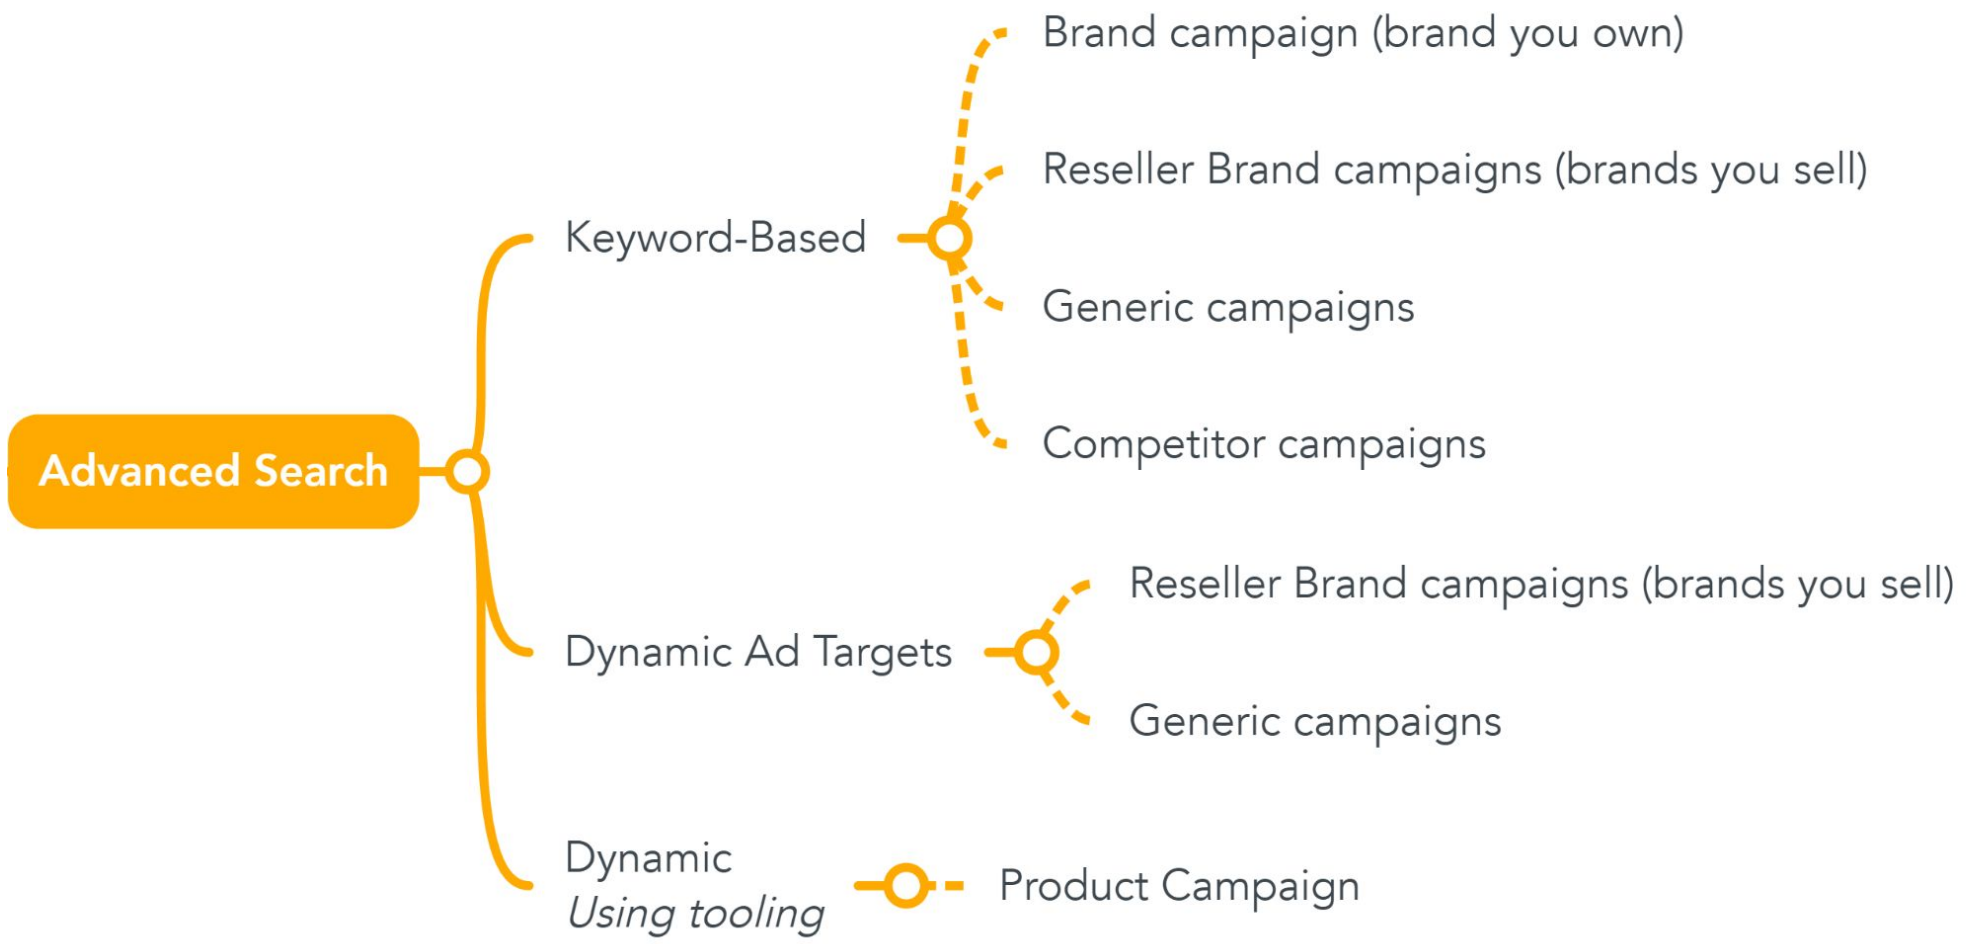 Advanced Search
Keyword-Based
Brand campaign (brand you own)
Reseller Brand campaigns (brands you sell)
Generic campaigns
Competitor campaigns
Dynamic Ad Targets
Reseller Brand campaigns (brands you sell)
Generic campaigns
Dynamic
Using tooling
Product Campaign